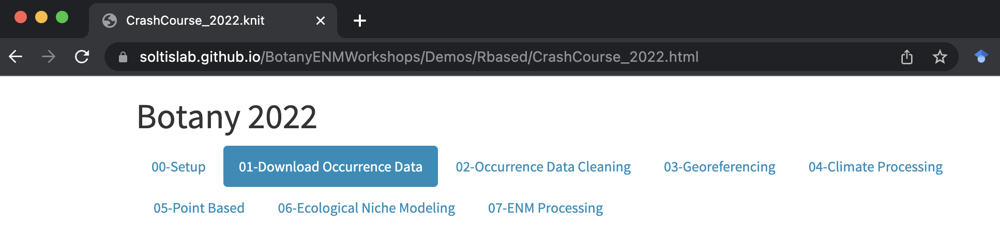 CrashCourse_2022.knit
soltislab.github.io/BotanyENMWorkshops/Demos/Rbased/CrashCourse_2022.html
Botany 2022
00-Setup 01-Download Occurrence Data 02-Occurrence Data Cleaning 03-Georeferencing 04-Climate Processing
05-Point Based 06-Ecological Niche Modeling 07-ENM Processing